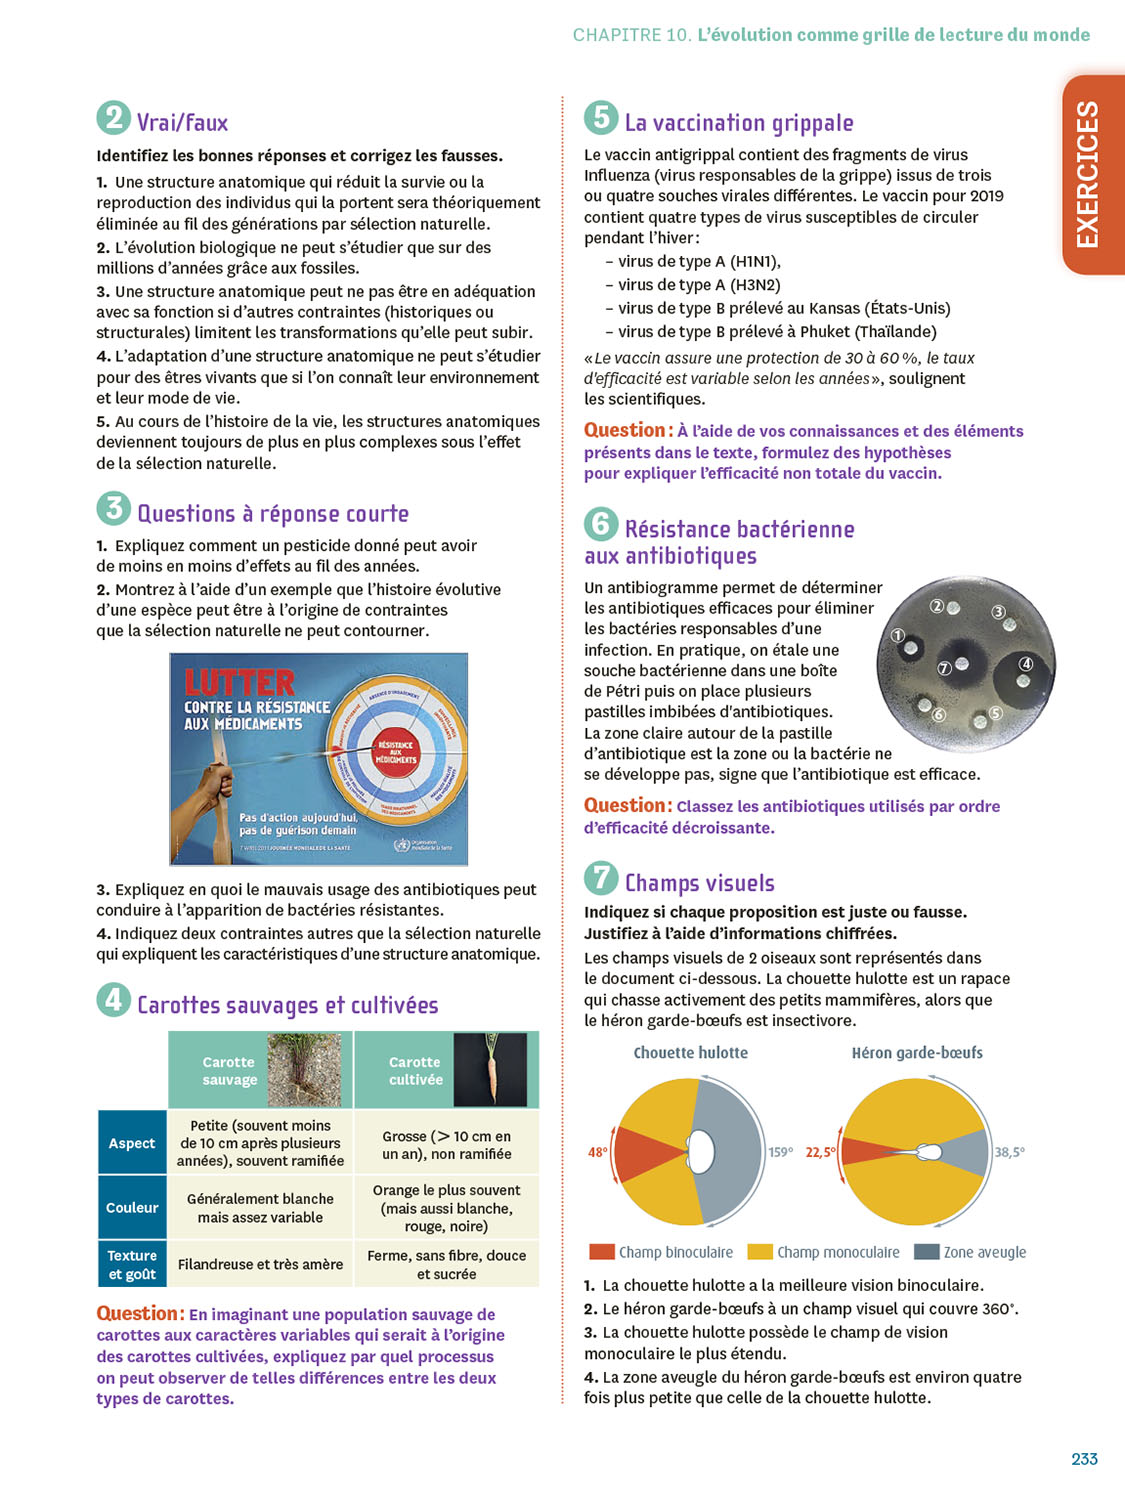 CHAPITRE 10. L'évolution comme grille de lecture du monde
EXERCICES
2 Vrai/faux
Identifiez les bonnes réponses et corrigez les fausses.
1. Une structure anatomique qui réduit la survie ou la
reproduction des individus qui la portent sera théoriquement
éliminée au fil des générations par sélection naturelle.
2. L'évolution biologique ne peut s'étudier que sur des
millions d'années grâce aux fossiles.
3. Une structure anatomique peut ne pas être en adéquation
avec sa fonction si d'autres contraintes (historiques ou
structurales) limitent les transformations qu'elle peut subir.
4. L'adaptation d'une structure anatomique ne peut s'étudier
pour des êtres vivants que si l'on connaît leur environnement
et leur mode de vie.
5. Au cours de l'histoire de la vie, les structures anatomiques
deviennent toujours de plus en plus complexes sous l'effet
de la sélection naturelle.
3 Questions à réponse courte
1. Expliquez comment un pesticide donné peut avoir
de moins en moins d'effets au fil des années.
2. Montrez à l'aide d'un exemple que l'histoire évolutive
d'une espèce peut être à l'origine de contraintes
que la sélection naturelle ne peut contourner.
LUTTER
CONTRE LA RÉSISTANCE
AUX MÉDICAMENTS
ABSENCE D'ENGAGEMENT
RÉSISTANCE
AUX
MÉDICAMENTS
Pas d'action aujourd'hui,
pas de guérison demain
7 AVRIL 2011 JOURNÉE MONDIALE DE LA SANTÉ
Organisation
mondiale de la Santé
3. Expliquez en quoi le mauvais usage des antibiotiques peut
conduire à l'apparition de bactéries résistantes.
4. Indiquez deux contraintes autres que la sélection naturelle
qui expliquent les caractéristiques d'une structure anatomique.
4 Carottes sauvages et cultivées
Carotte
sauvage
Carotte
cultivée
Aspect
Petite (souvent moins
de 10 cm après plusieurs
années), souvent ramifiée
Grosse (> 10 cm en
un an), non ramifiée
Couleur
Généralement blanche
mais assez variable
Orange le plus souvent
(mais aussi blanche,
rouge, noire)
Texture
et goût
Filandreuse et très amère
Ferme, sans fibre, douce
et sucrée
Question : En imaginant une population sauvage de
carottes aux caractères variables qui serait à l'origine
des carottes cultivées, expliquez par quel processus
on peut observer de telles différences entre les deux
types de carottes.
5 La vaccination grippale
Le vaccin antigrippal contient des fragments de virus
Influenza (virus responsables de la grippe) issus de trois
ou quatre souches virales différentes. Le vaccin pour 2019
contient quatre types de virus susceptibles de circuler
pendant l'hiver :
– virus de type A (H1N1),
– virus de type A (H3N2)
– virus de type B prélevé au Kansas (États-Unis)
– virus de type B prélevé à Phuket (Thaïlande)
« Le vaccin assure une protection de 30 à 60 %, le taux
d'efficacité est variable selon les années », soulignent
les scientifiques.
Question : À l'aide de vos connaissances et des éléments
présents dans le texte, formulez des hypothèses
pour expliquer l'efficacité non totale du vaccin.
6 Résistance bactérienne
aux antibiotiques
Un antibiogramme permet de déterminer
les antibiotiques efficaces pour éliminer
les bactéries responsables d'une
infection. En pratique, on étale une
souche bactérienne dans une boîte
de Pétri puis on place plusieurs
pastilles imbibées d'antibiotiques.
La zone claire autour de la pastille
d'antibiotique est la zone ou la bactérie ne
se développe pas, signe que l'antibiotique est efficace.
2
3
1
7
4
6
5
Question : Classez les antibiotiques utilisés par ordre
d'efficacité décroissante.
7 Champs visuels
Indiquez si chaque proposition est juste ou fausse.
Justifiez à l'aide d'informations chiffrées.
Les champs visuels de 2 oiseaux sont représentés dans
le document ci-dessous. La chouette hulotte est un rapace
qui chasse activement des petits mammifères, alors que
le héron garde-bœufs est insectivore.
Chouette hulotte
Héron garde-bœufs
48°
159°
22,5°
38,5°
Champ binoculaire
Champ monoculaire
Zone aveugle
1. La chouette hulotte a la meilleure vision binoculaire.
2. Le héron garde-bœufs à un champ visuel qui couvre 360°.
3. La chouette hulotte possède le champ de vision
monoculaire le plus étendu.
4. La zone aveugle du héron garde-bœufs est environ quatre
fois plus petite que celle de la chouette hulotte.
233